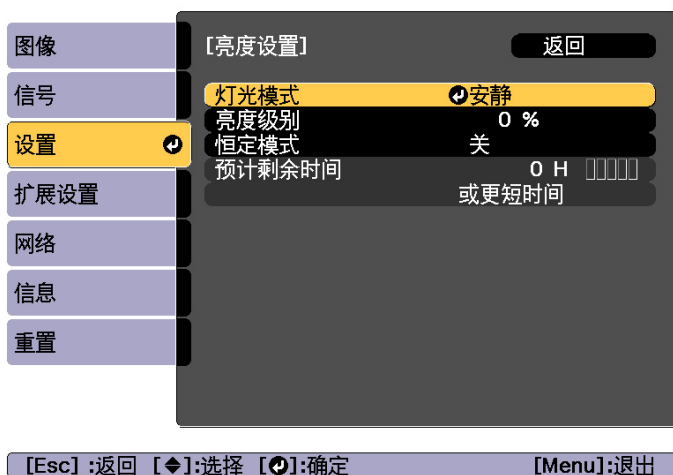 图像
信号
设置
扩展设置
网络
信息
重置
[亮度设置] 返回
灯光模式 安静
亮度级别 0 %
恒定模式 关
预计剩余时间 0 H
或更短时间
[Esc] :返回 [◆]:选择 [⏎]:确定 [Menu]:退出